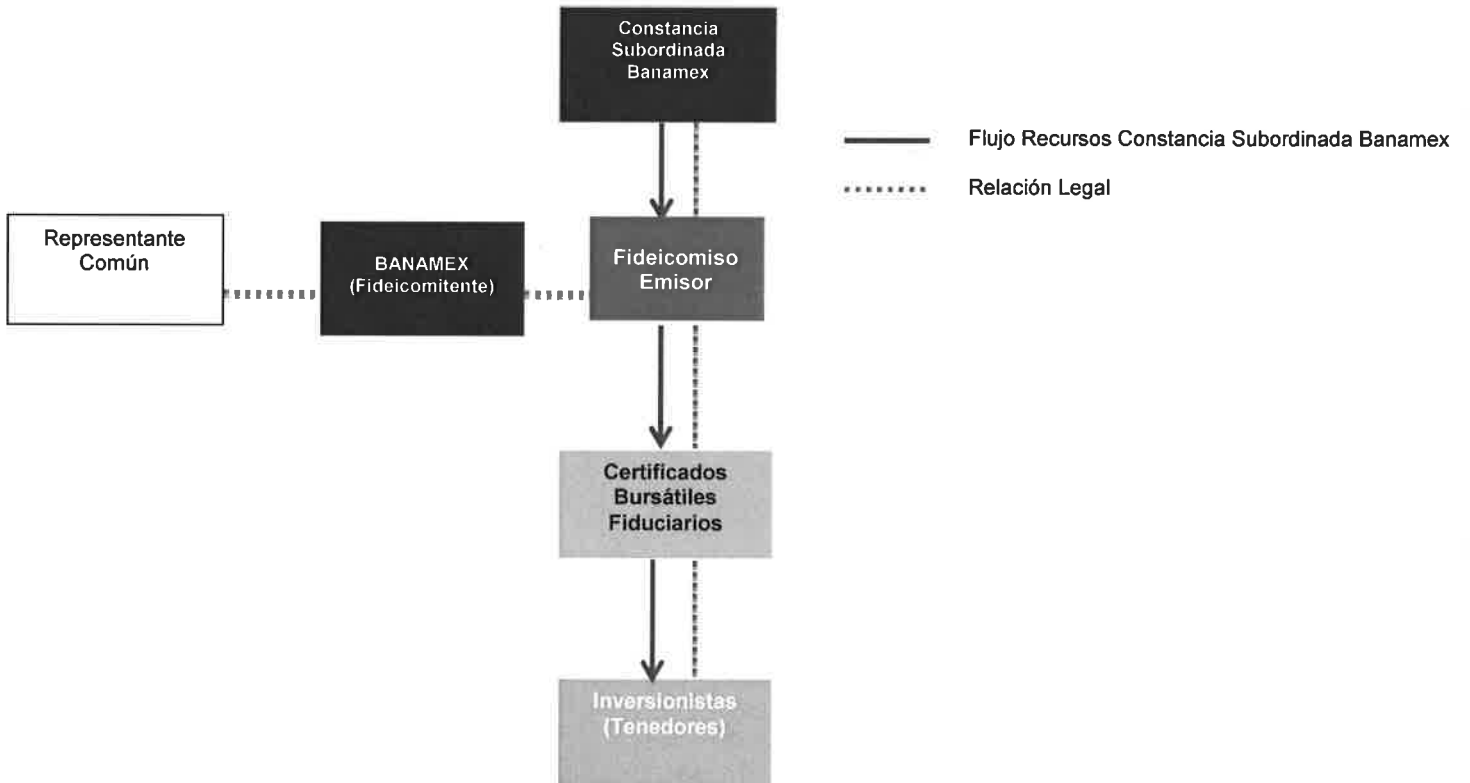 Constancia
Subordinada
Banamex
Flujo Recursos Constancia Subordinada Banamex
Relación Legal
Representante
Común
BANAMEX
(Fideicomitente)
Fideicomiso
Emisor
Certificados
Bursátiles
Fiduciarios
Inversionistas
(Tenedores)